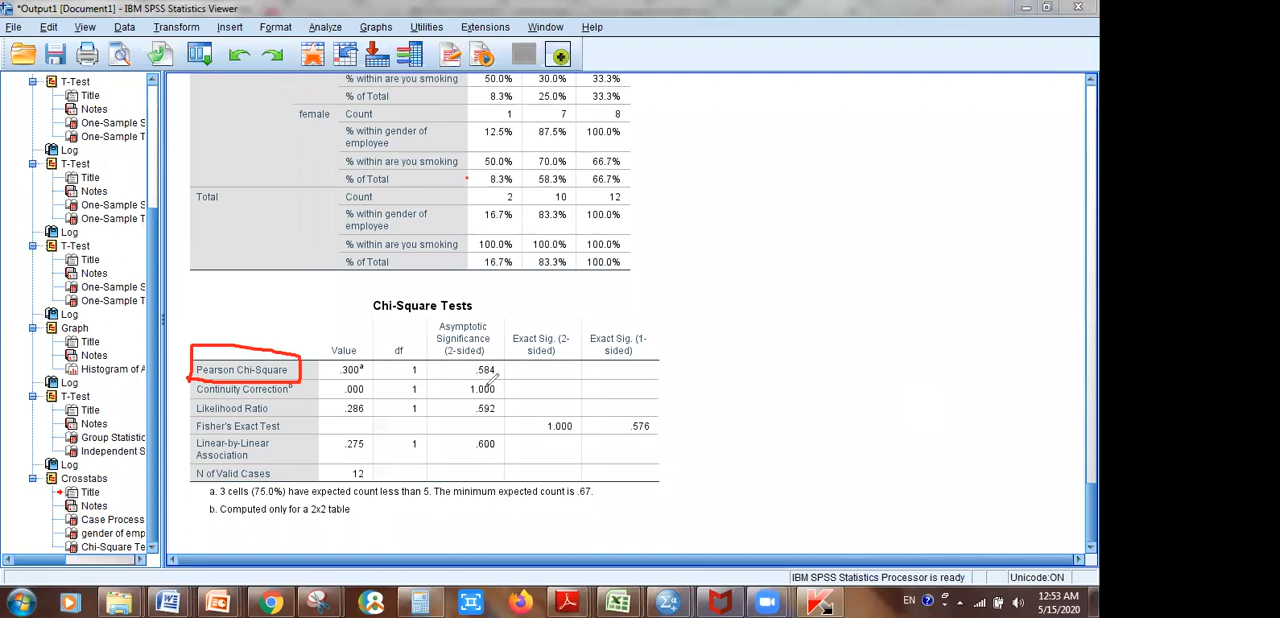 *Output1 [Document1] - IBM SPSS Statistics Viewer
File Edit View Data Transform Insert Format Analyze Graphs Utilities Extensions Window Help
T-Test
Title
Notes
One-Sample S
One-Sample T
Log
T-Test
Title
Notes
One-Sample S
One-Sample T
Log
T-Test
Title
Notes
One-Sample S
One-Sample T
Log
Graph
Title
Notes
Histogram of A
Log
T-Test
Title
Notes
Group Statistic
Independent S
Log
Crosstabs
Title
Notes
Case Process
gender of emp
Chi-Square Te
% within are you smoking 50.0% 30.0% 33.3%
% of Total 8.3% 25.0% 33.3%
female Count 1 7 8
% within gender of
employee 12.5% 87.5% 100.0%
% within are you smoking 50.0% 70.0% 66.7%
% of Total 8.3% 58.3% 66.7%
Total Count 2 10 12
% within gender of
employee 16.7% 83.3% 100.0%
% within are you smoking 100.0% 100.0% 100.0%
% of Total 16.7% 83.3% 100.0%
Chi-Square Tests
Value df Asymptotic Significance (2-sided) Exact Sig. (2-sided) Exact Sig. (1-sided)
Pearson Chi-Square .300a 1 .584
Continuity Correctionb .000 1 1.000
Likelihood Ratio .286 1 .592
Fisher's Exact Test 1.000 .576
Linear-by-Linear
Association .275 1 .600
N of Valid Cases 12
a. 3 cells (75.0%) have expected count less than 5. The minimum expected count is .67.
b. Computed only for a 2x2 table
IBM SPSS Statistics Processor is ready Unicode:ON
EN 12:53 AM
5/15/2020